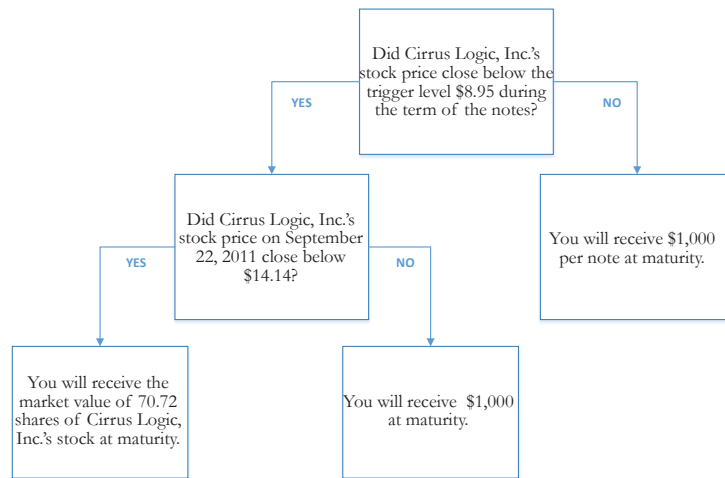 Did Cirrus Logic, Inc.'s
stock price close below the
trigger level $8.95 during
the term of the notes?
YES
NO
Did Cirrus Logic, Inc.'s
stock price on September
22, 2011 close below
$14.14?
You will receive $1,000
per note at maturity.
YES
NO
You will receive the
market value of 70.72
shares of Cirrus Logic,
Inc.'s stock at maturity.
You will receive $1,000
at maturity.